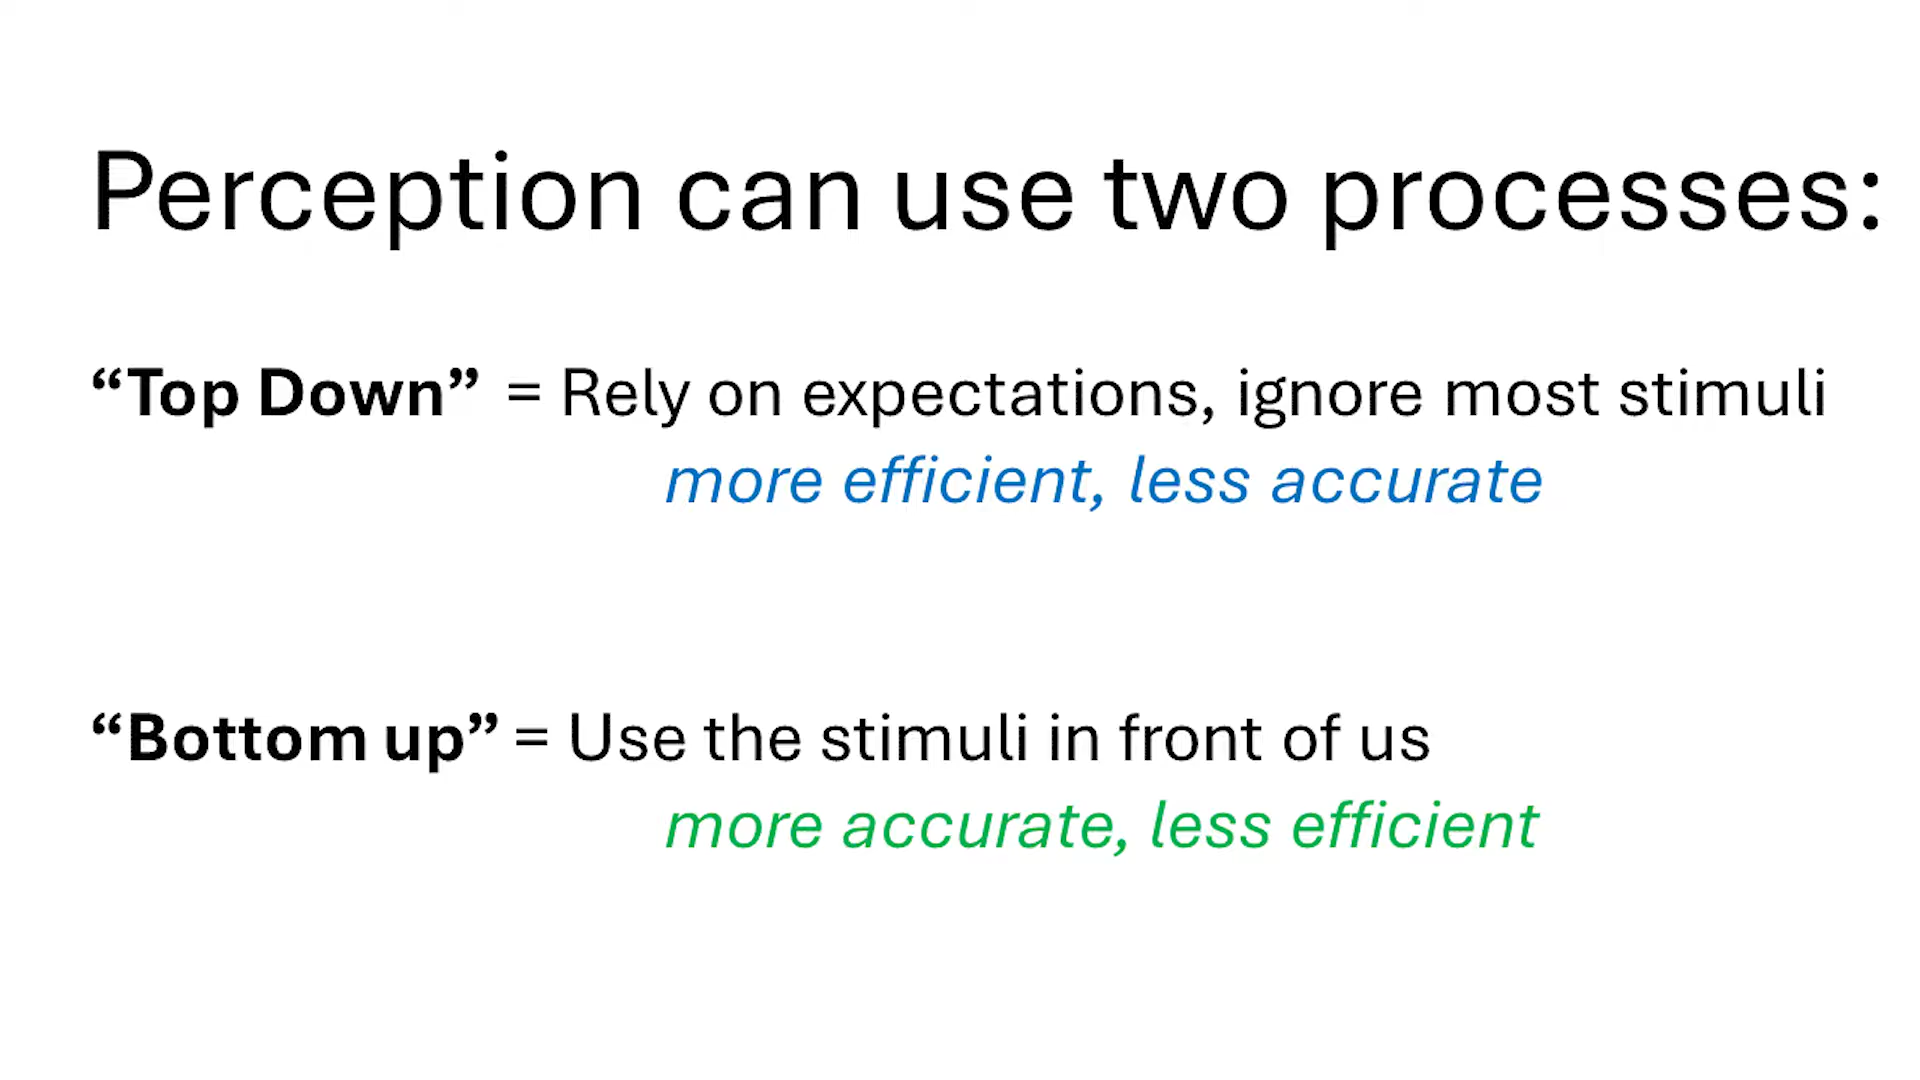 Perception can use two processes:
“Top Down” = Rely on expectations, ignore most stimuli
more efficient, less accurate
“Bottom up” = Use the stimuli in front of us
more accurate, less efficient